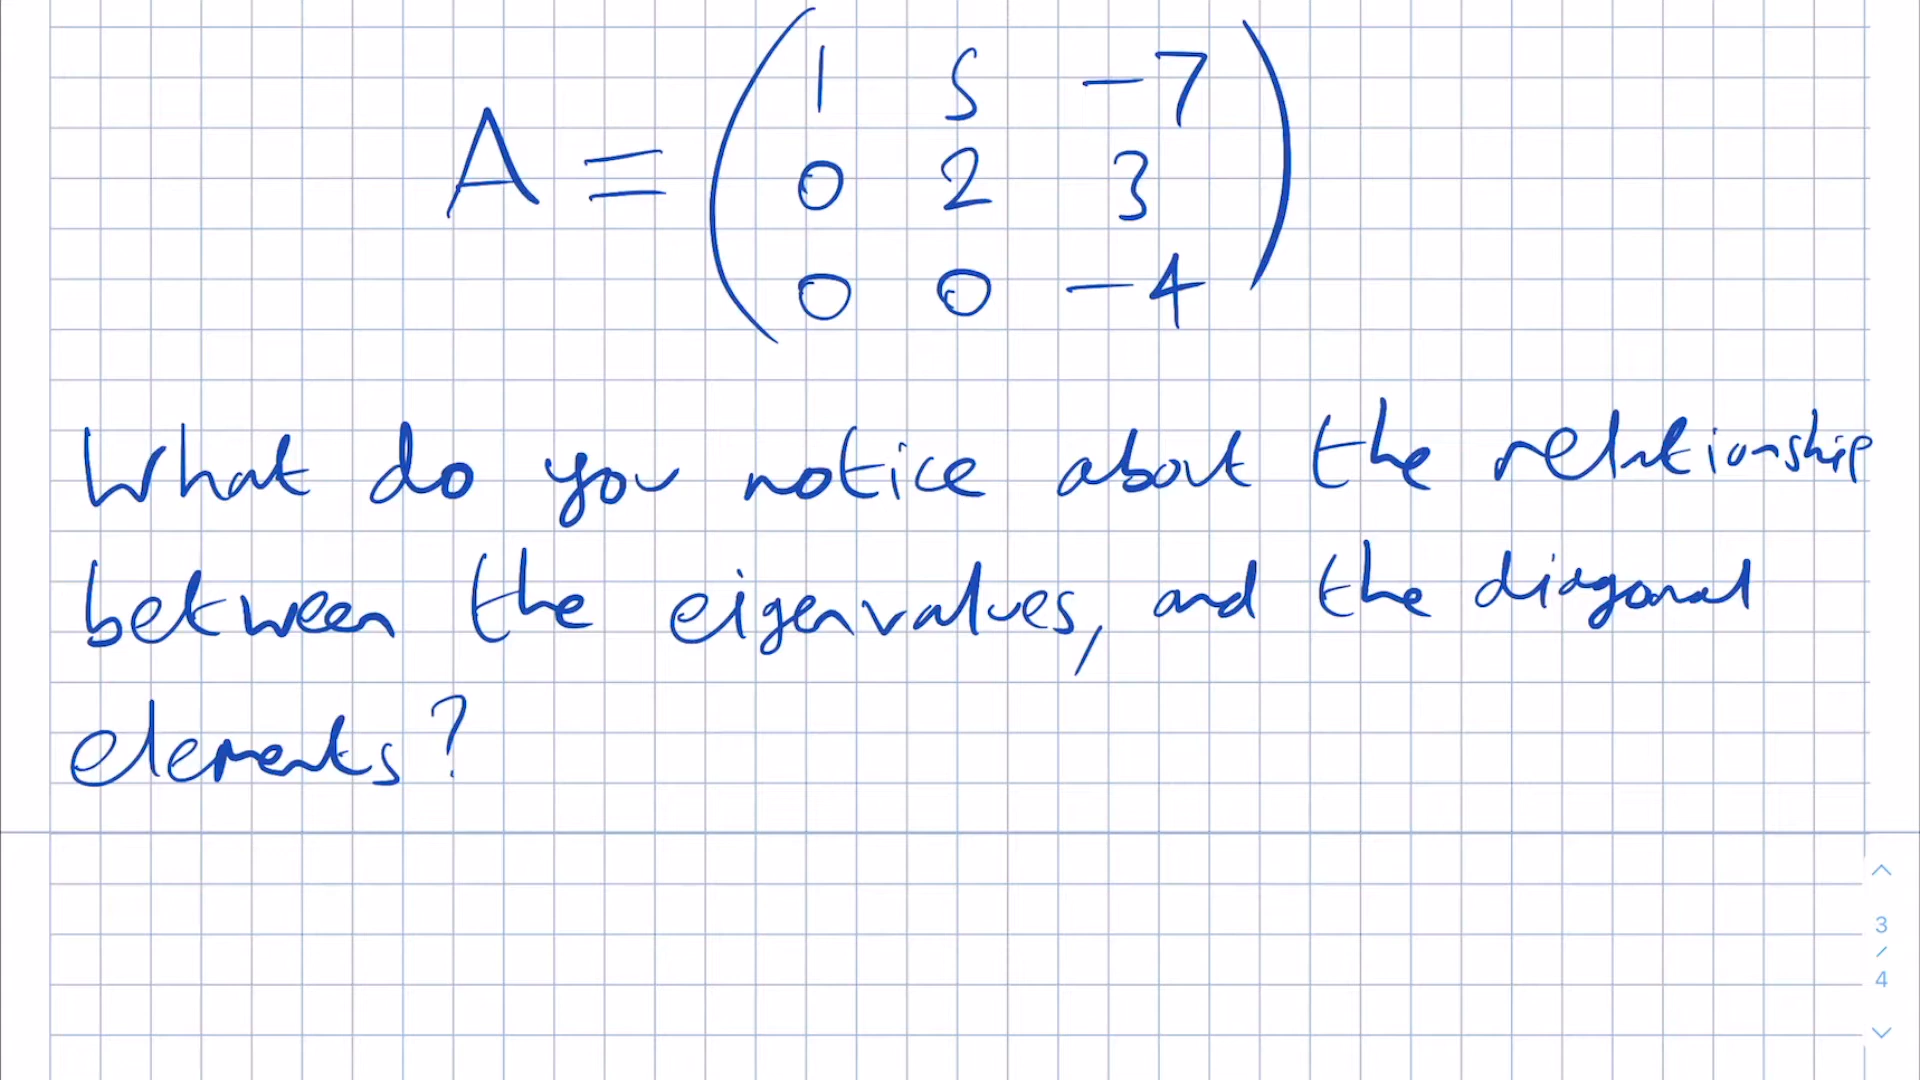 A = ( 1 5 -7
0 2 3
0 0 -4 )
What do you notice about the relationship
between the eigenvalues, and the diagonal
elements?
3
/
4